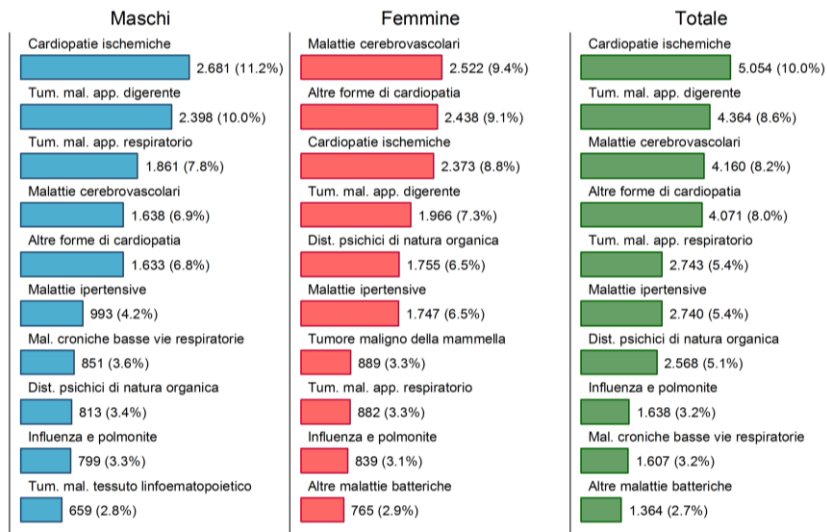 Maschi
Cardiopatie ischemiche
2.681 (11.2%)
Tum. mal. app. digerente
2.398 (10.0%)
Tum. mal. app. respiratorio
1.861 (7.8%)
Malattie cerebrovascolari
1.638 (6.9%)
Altre forme di cardiopatia
1.633 (6.8%)
Malattie ipertensive
993 (4.2%)
Mal. croniche basse vie respiratorie
851 (3.6%)
Dist. psichici di natura organica
813 (3.4%)
Influenza e polmonite
799 (3.3%)
Tum. mal. tessuto linfoematopoietico
659 (2.8%)
Femmine
Malattie cerebrovascolari
2.522 (9.4%)
Altre forme di cardiopatia
2.438 (9.1%)
Cardiopatie ischemiche
2.373 (8.8%)
Tum. mal. app. digerente
1.966 (7.3%)
Dist. psichici di natura organica
1.755 (6.5%)
Malattie ipertensive
1.747 (6.5%)
Tumore maligno della mammella
889 (3.3%)
Tum. mal. app. respiratorio
882 (3.3%)
Influenza e polmonite
839 (3.1%)
Altre malattie batteriche
765 (2.9%)
Totale
Cardiopatie ischemiche
5.054 (10.0%)
Tum. mal. app. digerente
4.364 (8.6%)
Malattie cerebrovascolari
4.160 (8.2%)
Altre forme di cardiopatia
4.071 (8.0%)
Tum. mal. app. respiratorio
2.743 (5.4%)
Malattie ipertensive
2.740 (5.4%)
Dist. psichici di natura organica
2.568 (5.1%)
Influenza e polmonite
1.638 (3.2%)
Mal. croniche basse vie respiratorie
1.607 (3.2%)
Altre malattie batteriche
1.364 (2.7%)